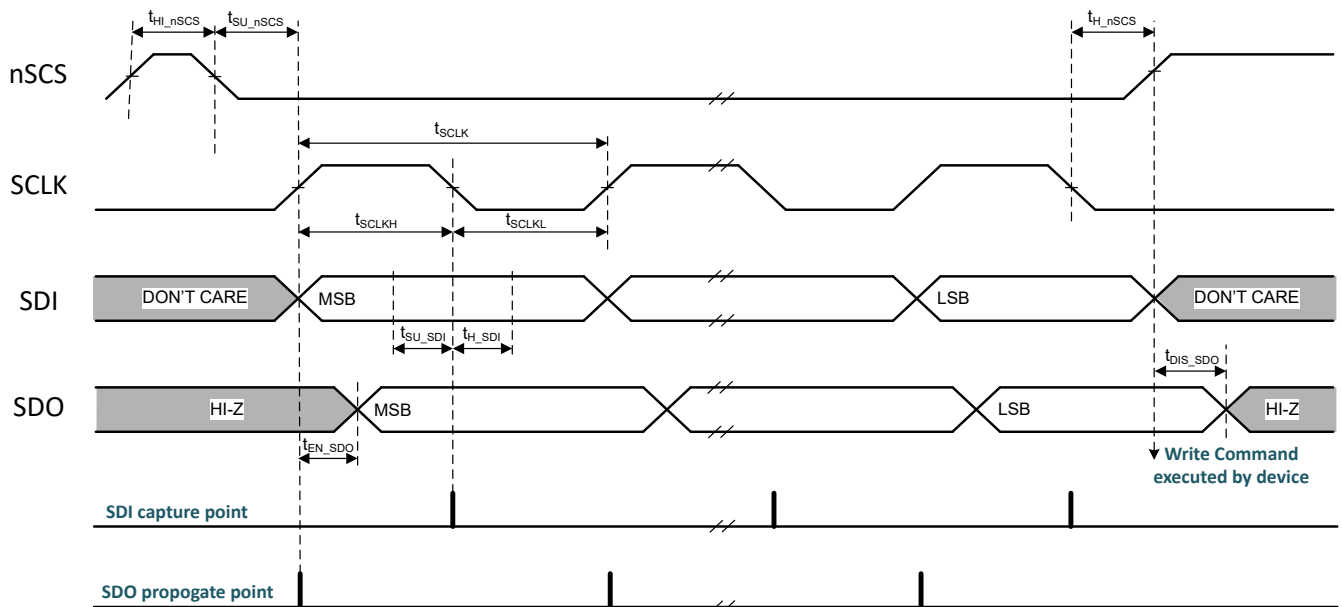 tHI_nSCS tSU_nSCS tH_nSCS
nSCS
tSCLK
SCLK
tSCLKH tSCLKL
SDI DON'T CARE MSB LSB DON'T CARE
tSU_SDI tH_SDI
tDIS_SDO
SDO HI-Z MSB LSB HI-Z
tEN_SDO
Write Command
executed by device
SDI capture point
SDO propogate point